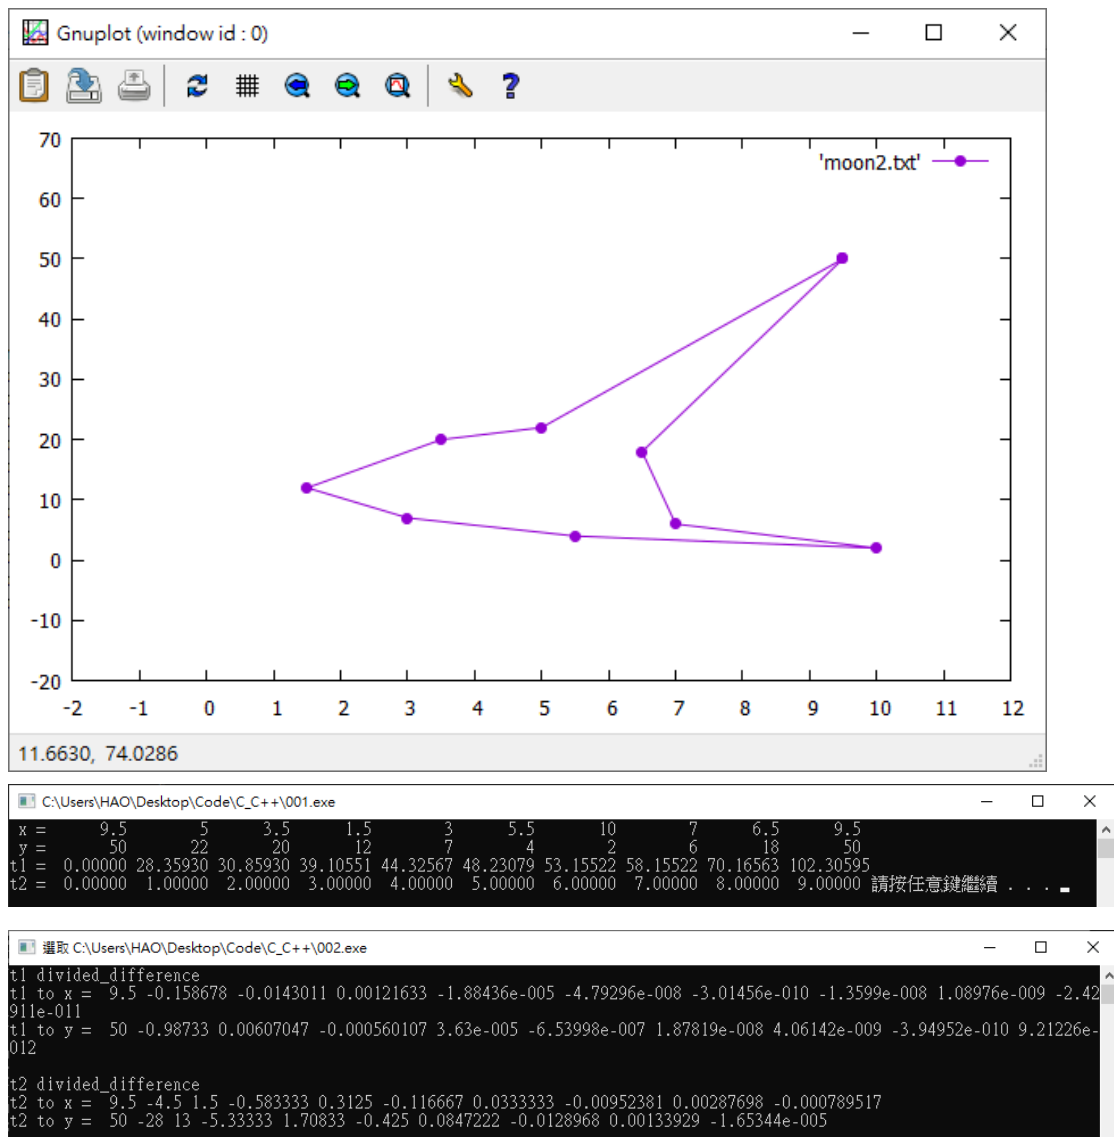 Gnuplot (window id : 0)
'moon2.txt'
70
60
50
40
30
20
10
0
-10
-20
-2 -1 0 1 2 3 4 5 6 7 8 9 10 11 12
11.6630, 74.0286
C:\Users\HAO\Desktop\Code\C_C++\001.exe
x = 9.5 5 3.5 1.5 3 5.5 10 7 6.5 9.5
y = 50 22 20 12 7 4 2 6 18 50
t1 = 0.00000 28.35930 30.85930 39.10551 44.32567 48.23079 53.15522 58.15522 70.16563 102.30595
t2 = 0.00000 1.00000 2.00000 3.00000 4.00000 5.00000 6.00000 7.00000 8.00000 9.00000 請按任意鍵繼續 . . .
選取 C:\Users\HAO\Desktop\Code\C_C++\002.exe
t1 divided_difference
t1 to x = 9.5 -0.158678 -0.0143011 0.00121633 -1.88436e-005 -4.79296e-008 -3.01456e-010 -1.3599e-008 1.08976e-009 -2.42
911e-011
t1 to y = 50 -0.98733 0.00607047 -0.000560107 3.63e-005 -6.53998e-007 1.87819e-008 4.06142e-009 -3.94952e-010 9.21226e-
012
t2 divided_difference
t2 to x = 9.5 -4.5 1.5 -0.583333 0.3125 -0.116667 0.0333333 -0.00952381 0.00287698 -0.000789517
t2 to y = 50 -28 13 -5.33333 1.70833 -0.425 0.0847222 -0.0128968 0.00133929 -1.65344e-005